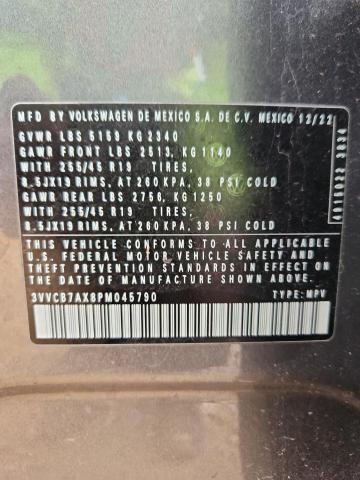 MFD. BY VOLKSWAGEN DE MEXICO S.A. DE C.V. MEXICO 12/22
GVWR LBS 5159 KG 2340
GAWR FRONT LBS 2513, KG 1140
WITH 255/45 R19 TIRES,
8.5JX19 RIMS, AT 260 KPA, 38 PSI COLD
GAWR REAR LBS 2756, KG 1250
WITH 255/45 R19 TIRES,
8.5JX19 RIMS, AT 260 KPA, 38 PSI COLD
THIS VEHICLE CONFORMS TO ALL APPLICABLE
U.S. FEDERAL MOTOR VEHICLE SAFETY AND
THEFT PREVENTION STANDARDS IN EFFECT ON
THE DATE OF MANUFACTURE SHOWN ABOVE.
3VVCB7AX8PM045790 TYPE: MPV